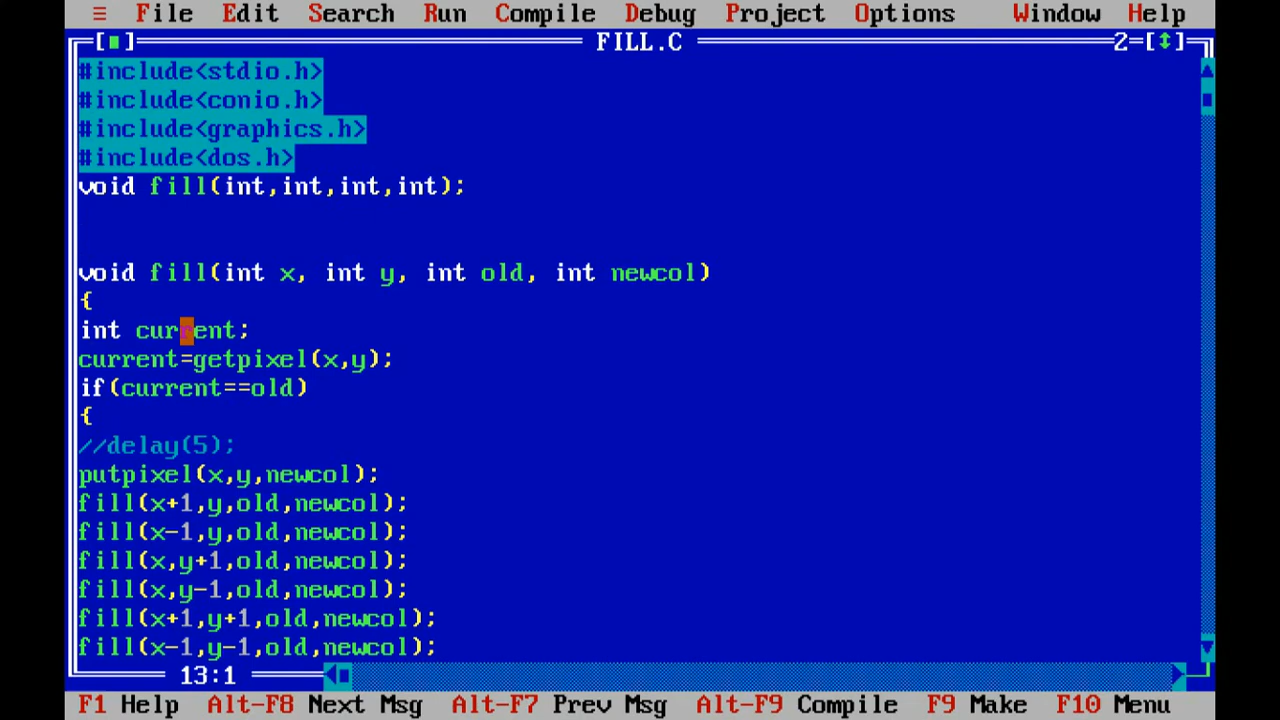 ≡ File Edit Search Run Compile Debug Project Options Window Help
[■] FILL.C 2=[↕]
#include<stdio.h>
#include<conio.h>
#include<graphics.h>
#include<dos.h>
void fill(int,int,int,int);
void fill(int x, int y, int old, int newcol)
{
int current;
current=getpixel(x,y);
if(current==old)
{
//delay(5);
putpixel(x,y,newcol);
fill(x+1,y,old,newcol);
fill(x-1,y,old,newcol);
fill(x,y+1,old,newcol);
fill(x,y-1,old,newcol);
fill(x+1,y+1,old,newcol);
fill(x-1,y-1,old,newcol);
13:1
F1 Help Alt-F8 Next Msg Alt-F7 Prev Msg Alt-F9 Compile F9 Make F10 Menu